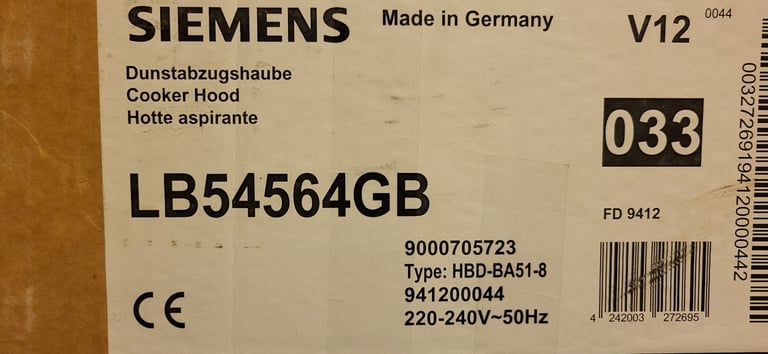 SIEMENS
Made in Germany
V12
0044
Dunstabzugshaube
Cooker Hood
Hotte aspirante
033
LB54564GB
FD 9412
9000705723
Type: HBD-BA51-8
941200044
220-240V~50Hz
CE
4 242003 272695
00327269194120000442